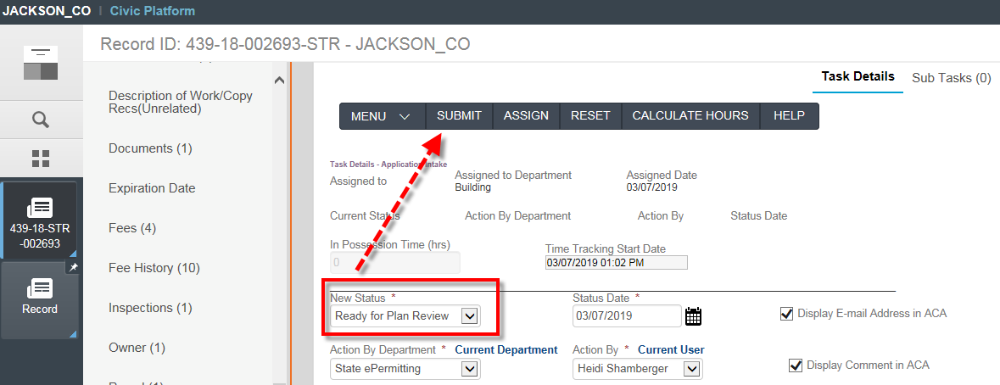 JACKSON_CO | Civic Platform
Record ID: 439-18-002693-STR - JACKSON_CO
Description of Work/Copy
Recs(Unrelated)
Documents (1)
Expiration Date
Fees (4)
Fee History (10)
Inspections (1)
Owner (1)
439-18-STR
-002693
Record
Task Details Sub Tasks (0)
MENU SUBMIT ASSIGN RESET CALCULATE HOURS HELP
Task Details - Application Intake
Assigned to Assigned to Department Assigned Date
Building 03/07/2019
Current Status Action By Department Action By Status Date
In Possession Time (hrs) Time Tracking Start Date
0 03/07/2019 01:02 PM
New Status * Status Date *
Ready for Plan Review 03/07/2019 Display E-mail Address in ACA
Action By Department * Current Department Action By * Current User
State ePermitting Heidi Shamberger Display Comment in ACA